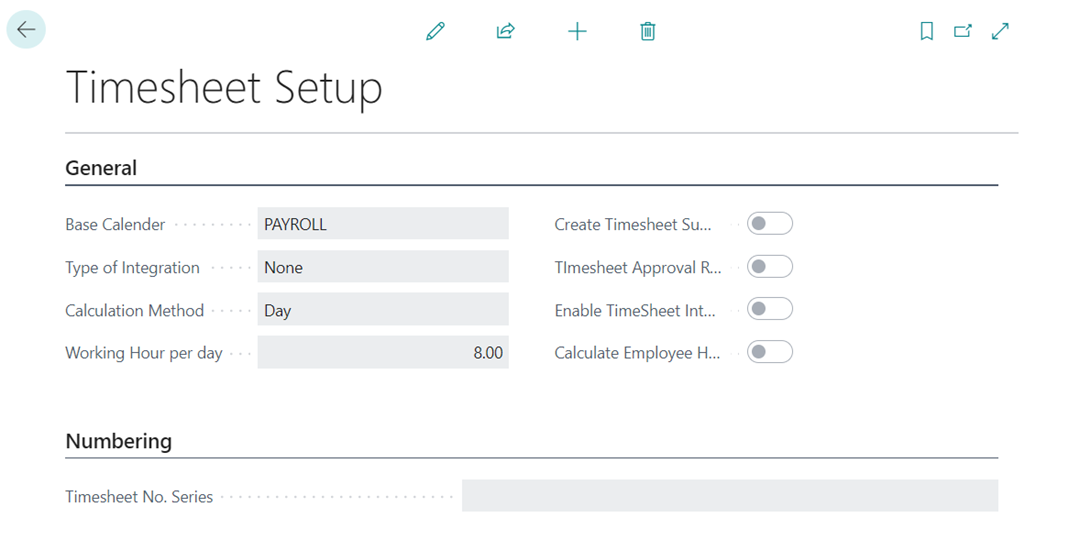 Timesheet Setup
General
Base Calender PAYROLL
Type of Integration None
Calculation Method Day
Working Hour per day 8.00
Create Timesheet Su...
TImesheet Approval R...
Enable TimeSheet Int...
Calculate Employee H...
Numbering
Timesheet No. Series